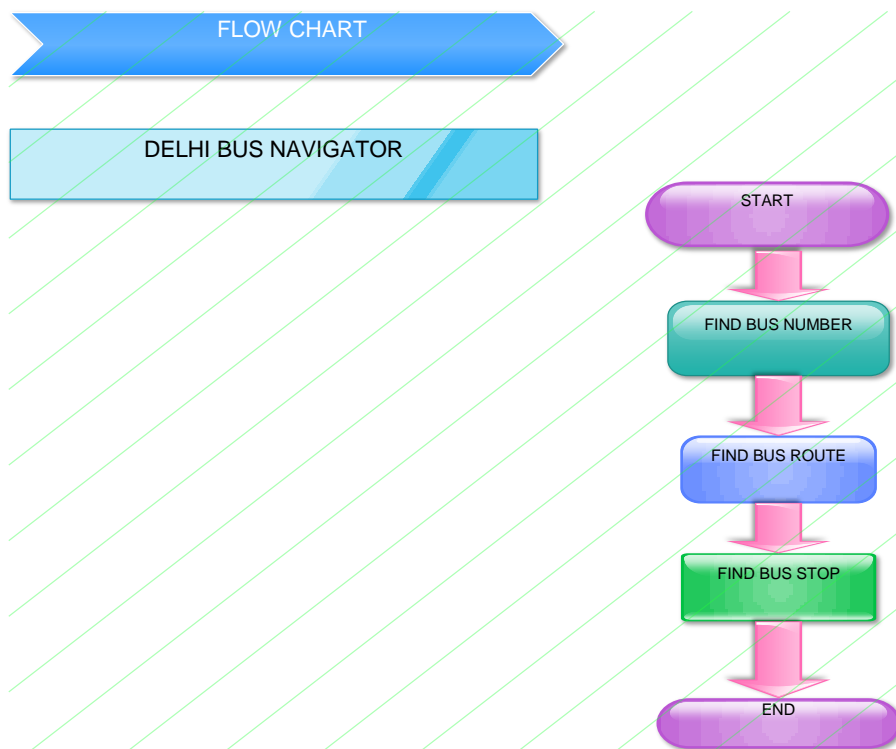 FLOW CHART
DELHI BUS NAVIGATOR
START
FIND BUS NUMBER
FIND BUS ROUTE
FIND BUS STOP
END